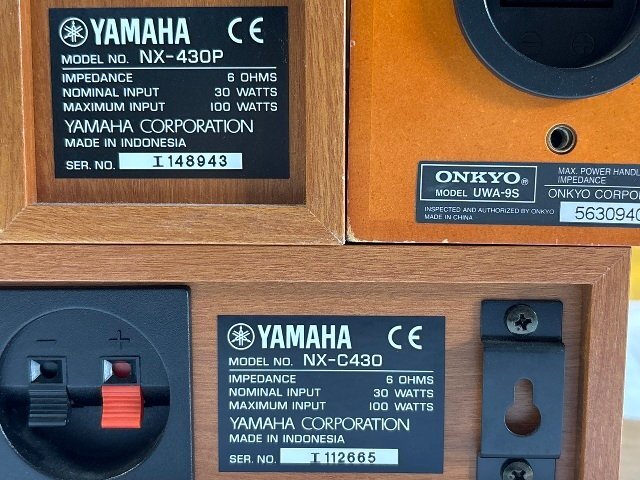 YAMAHA CE
MODEL NO. NX-430P
IMPEDANCE 6 OHMS
NOMINAL INPUT 30 WATTS
MAXIMUM INPUT 100 WATTS
YAMAHA CORPORATION
MADE IN INDONESIA
SER. NO. I 148943
ONKYO®
MODEL UWA-9S
MAX. POWER HANDL
IMPEDANCE
ONKYO CORPOR
INSPECTED AND AUTHORIZED BY ONKYO
MADE IN CHINA
5630940
− +
YAMAHA CE
MODEL NO. NX-C430
IMPEDANCE 6 OHMS
NOMINAL INPUT 30 WATTS
MAXIMUM INPUT 100 WATTS
YAMAHA CORPORATION
MADE IN INDONESIA
SER. NO. I 112665